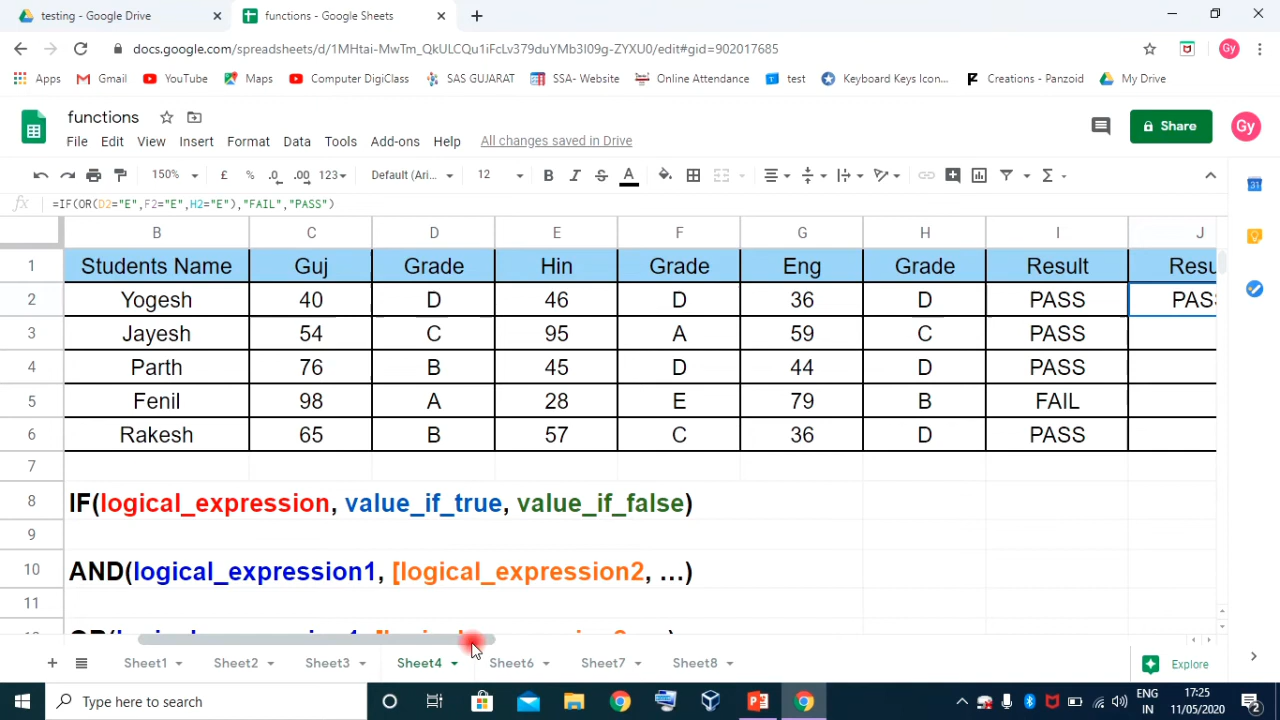 testing - Google Drive
functions - Google Sheets
docs.google.com/spreadsheets/d/1MHtai-MwTm_QkULCQu1iFcLv379duYMb3I09g-ZYXU0/edit#gid=902017685
Gy
Apps Gmail YouTube Maps Computer DigiClass SAS GUJARAT SSA- Website Online Attendance test Keyboard Keys Icon... Creations - Panzoid My Drive
functions
File Edit View Insert Format Data Tools Add-ons Help All changes saved in Drive
Share
Gy
150% £ % .0 .00 123 Default (Ari... 12 B I S A Σ
31
fx =IF(OR(D2="E",F2="E",H2="E"),"FAIL","PASS")
B C D E F G H I J
1 Students Name Guj Grade Hin Grade Eng Grade Result Resu
2 Yogesh 40 D 46 D 36 D PASS PASS
3 Jayesh 54 C 95 A 59 C PASS
4 Parth 76 B 45 D 44 D PASS
5 Fenil 98 A 28 E 79 B FAIL
6 Rakesh 65 B 57 C 36 D PASS
7
8 IF(logical_expression, value_if_true, value_if_false)
9
10 AND(logical_expression1, [logical_expression2, …)
11
Sheet1 Sheet2 Sheet3 Sheet4 Sheet6 Sheet7 Sheet8 Explore
Type here to search
ENG
IN
17:25
11/05/2020
2